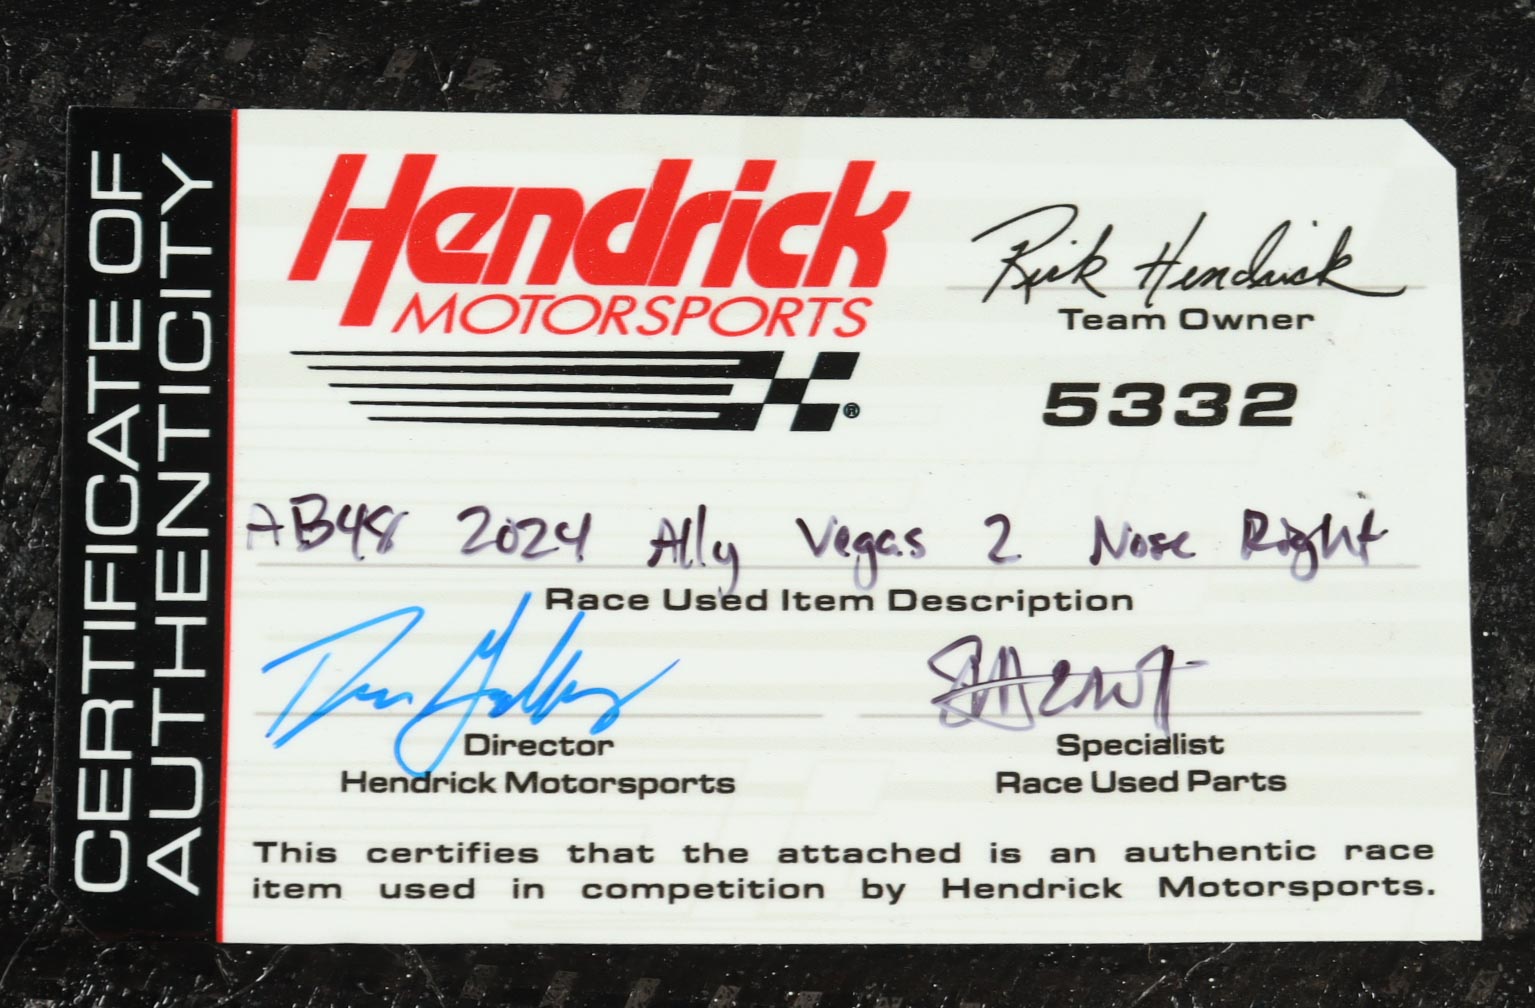 CERTIFICATE OF
AUTHENTICITY
Hendrick
MOTORSPORTS
®
Rick Hendrick
Team Owner
5332
AB48 2024 Ally Vegas 2 Nose Right
Race Used Item Description
Director
Hendrick Motorsports
Specialist
Race Used Parts
This certifies that the attached is an authentic race
item used in competition by Hendrick Motorsports.